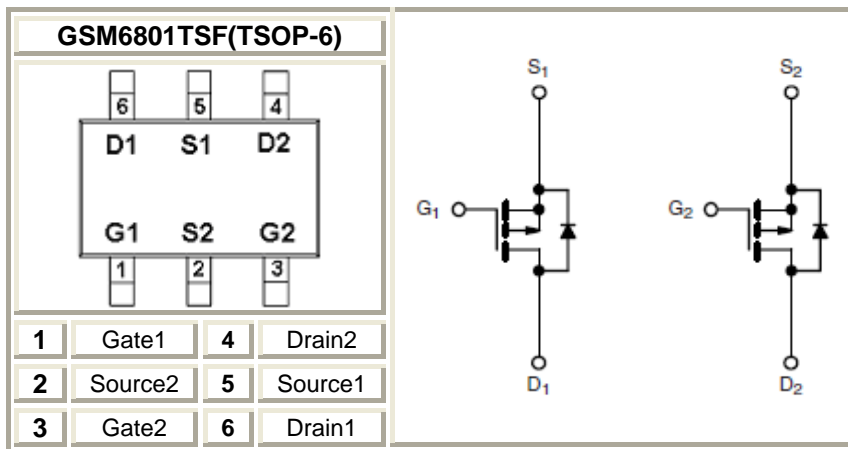 GSM6801TSF(TSOP-6)
6 5 4
D1 S1 D2
G1 S2 G2
1 2 3
1 Gate1 4 Drain2
2 Source2 5 Source1
3 Gate2 6 Drain1
S1 S2
G1 G2
D1 D2